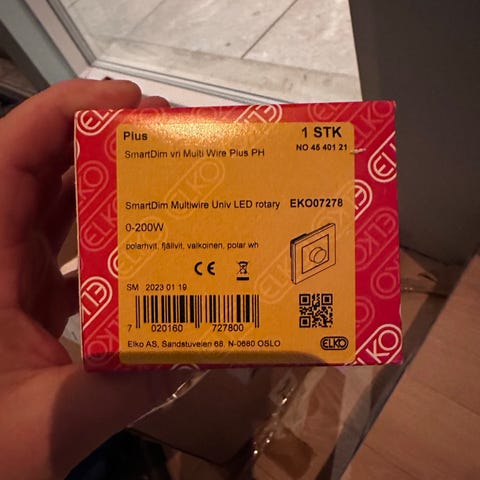 Plus
1 STK
SmartDim vri Multi Wire Plus PH
NO 45 401 21
SmartDim Multiwire Univ LED rotary EKO07278
0-200W
polarhvit, fjällvit, valkoinen, polar wh
CE
SM 2023 01 19
7 020160 727800
Elko AS, Sandstuveien 68, N-0680 OSLO
ELKO